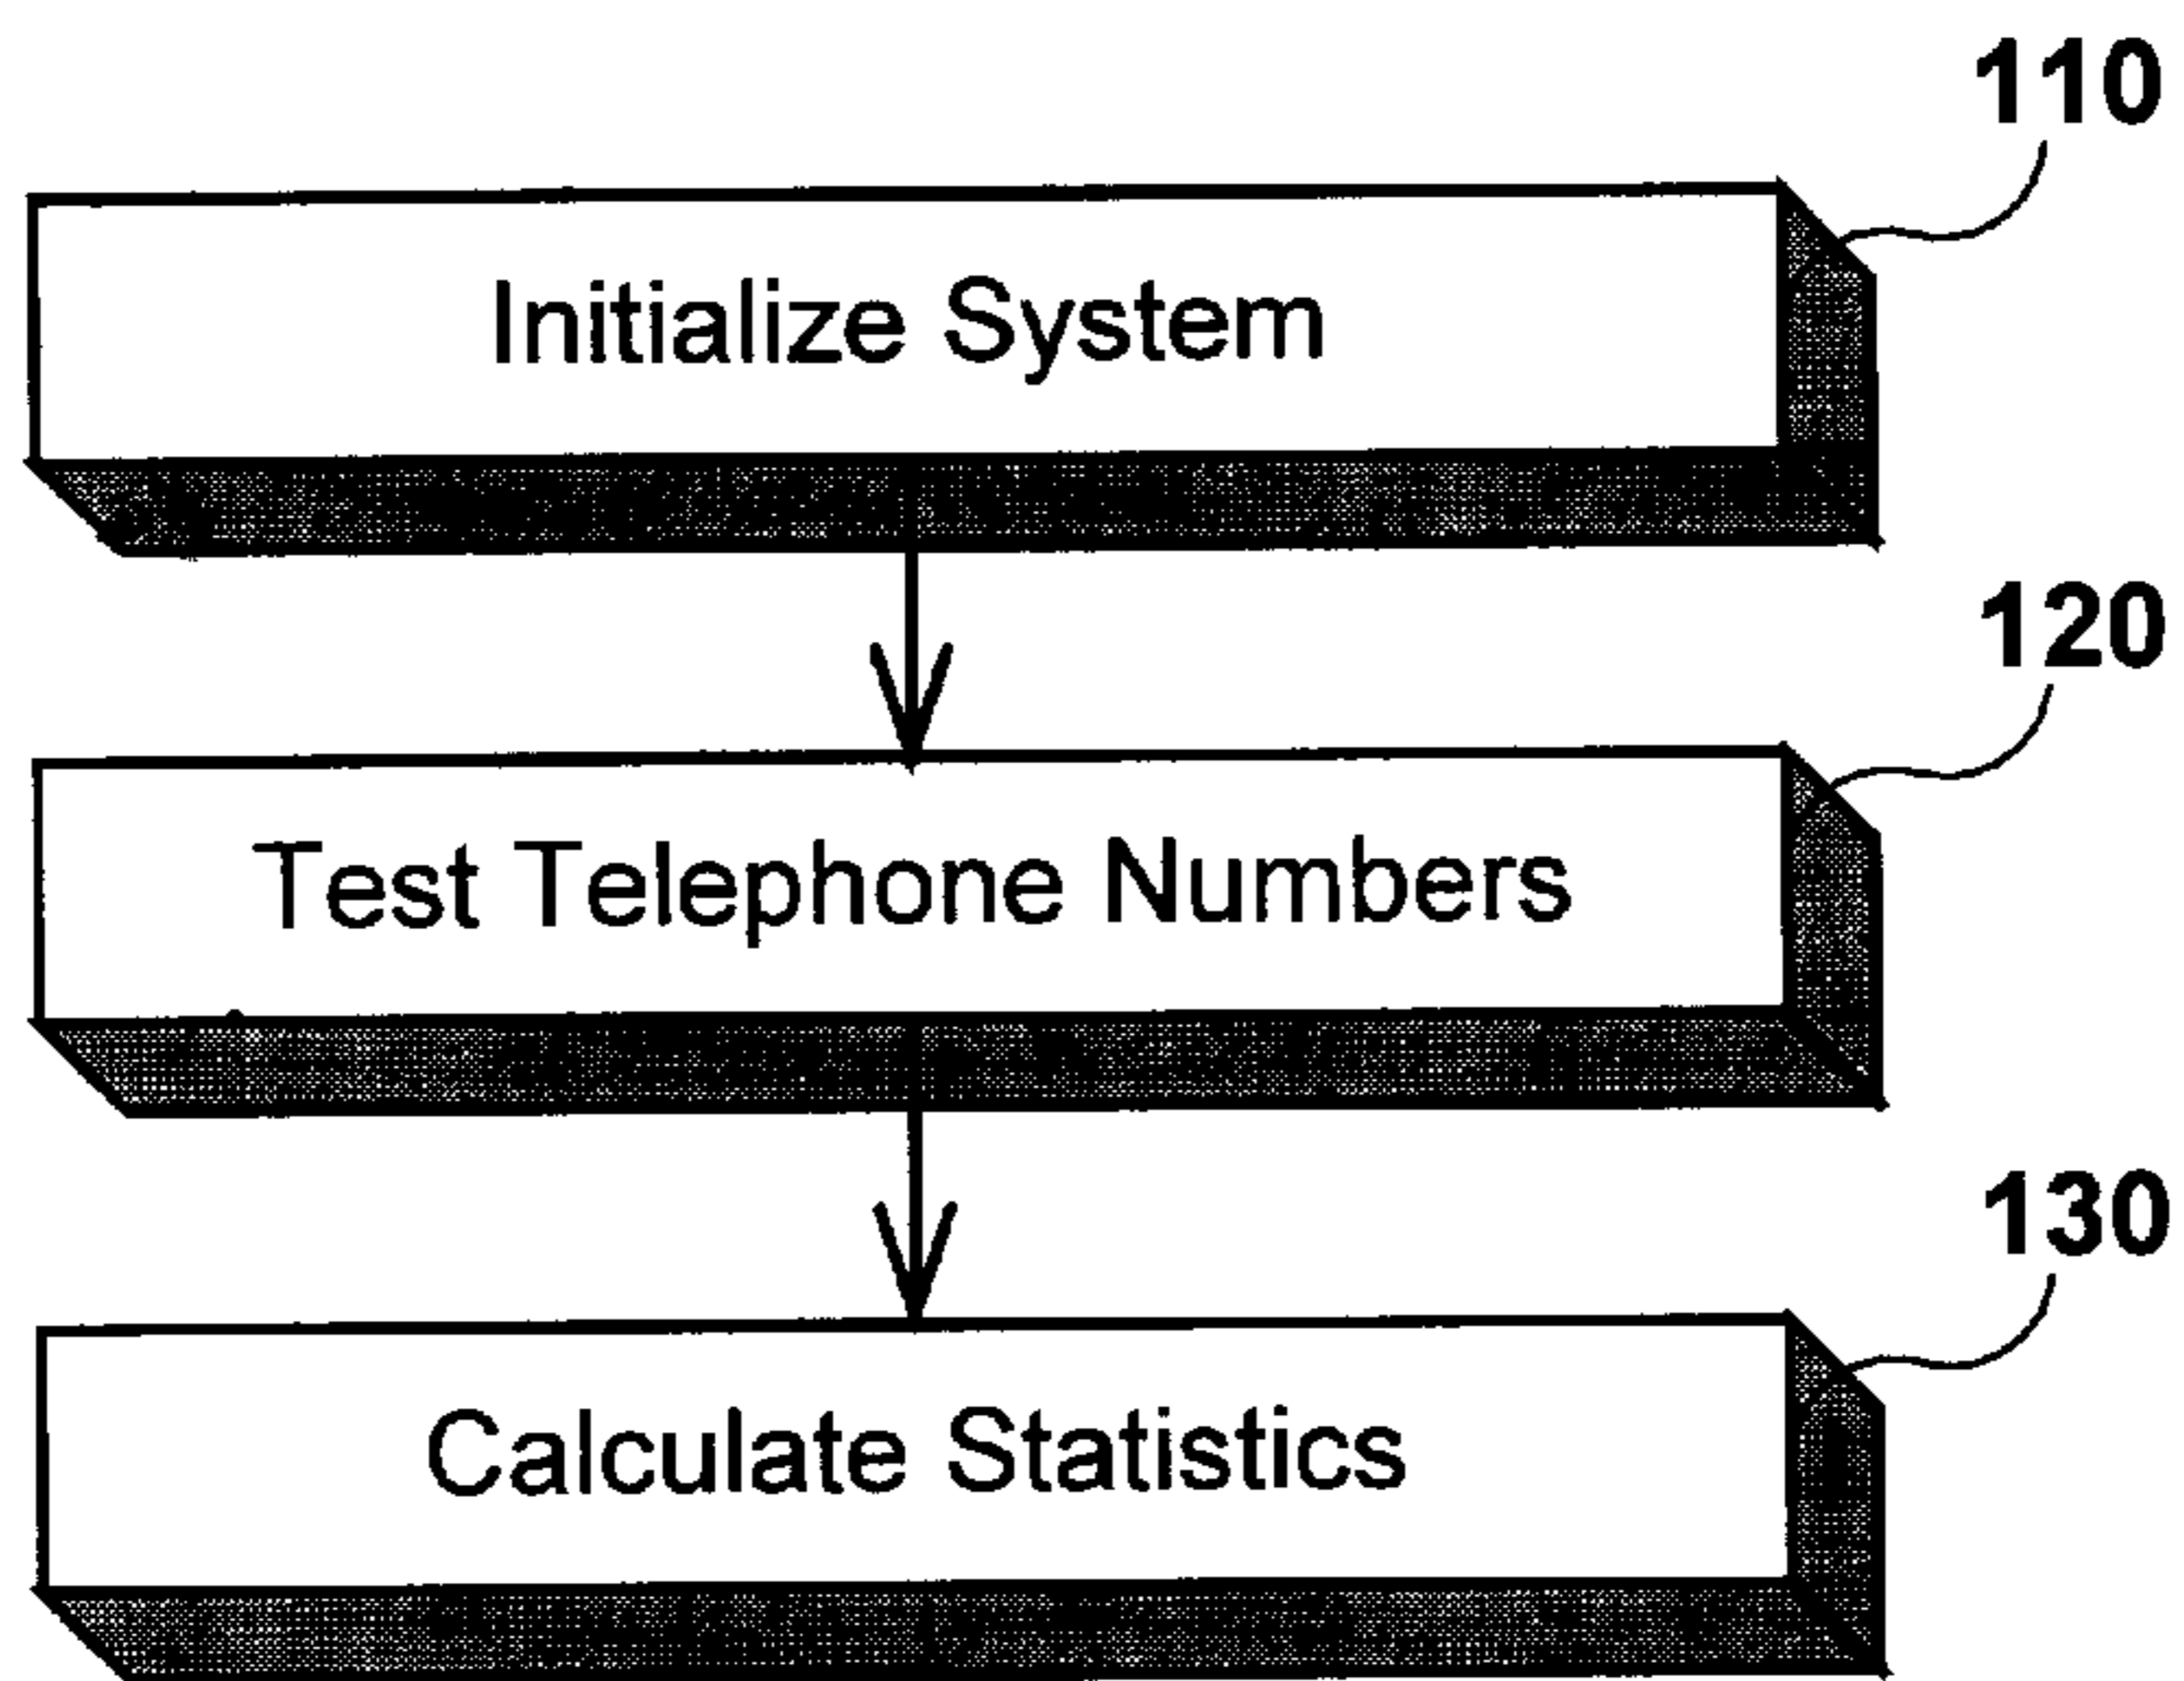 110
Initialize System
120
Test Telephone Numbers
130
Calculate Statistics